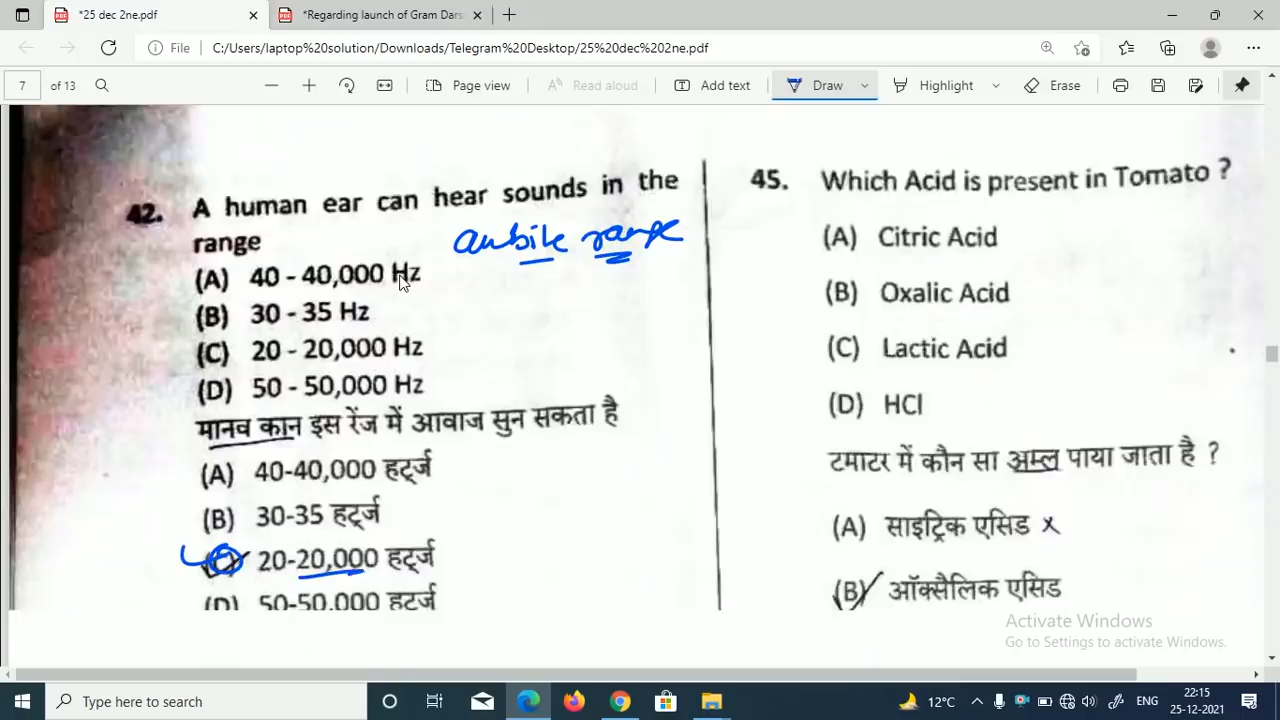 *25 dec 2ne.pdf
*Regarding launch of Gram Dars
File
C:/Users/laptop%20solution/Downloads/Telegram%20Desktop/25%20dec%202ne.pdf
7 of 13
Page view
Read aloud
Add text
Draw
Highlight
Erase
42. A human ear can hear sounds in the
range
(A) 40 - 40,000 Hz
(B) 30 - 35 Hz
(C) 20 - 20,000 Hz
(D) 50 - 50,000 Hz
मानव कान इस रेंज में आवाज सुन सकता है
(A) 40-40,000 हर्ट्ज
(B) 30-35 हर्ट्ज
(C) 20-20,000 हर्ट्ज
(D) 50-50,000 हर्ट्ज
range
45. Which Acid is present in Tomato ?
(A) Citric Acid
(B) Oxalic Acid
(C) Lactic Acid
(D) HCl
टमाटर में कौन सा अम्ल पाया जाता है ?
(A) साइट्रिक एसिड x
(B) ऑक्सैलिक एसिड
Activate Windows
Go to Settings to activate Windows.
Type here to search
12°C
ENG
22:15
25-12-2021